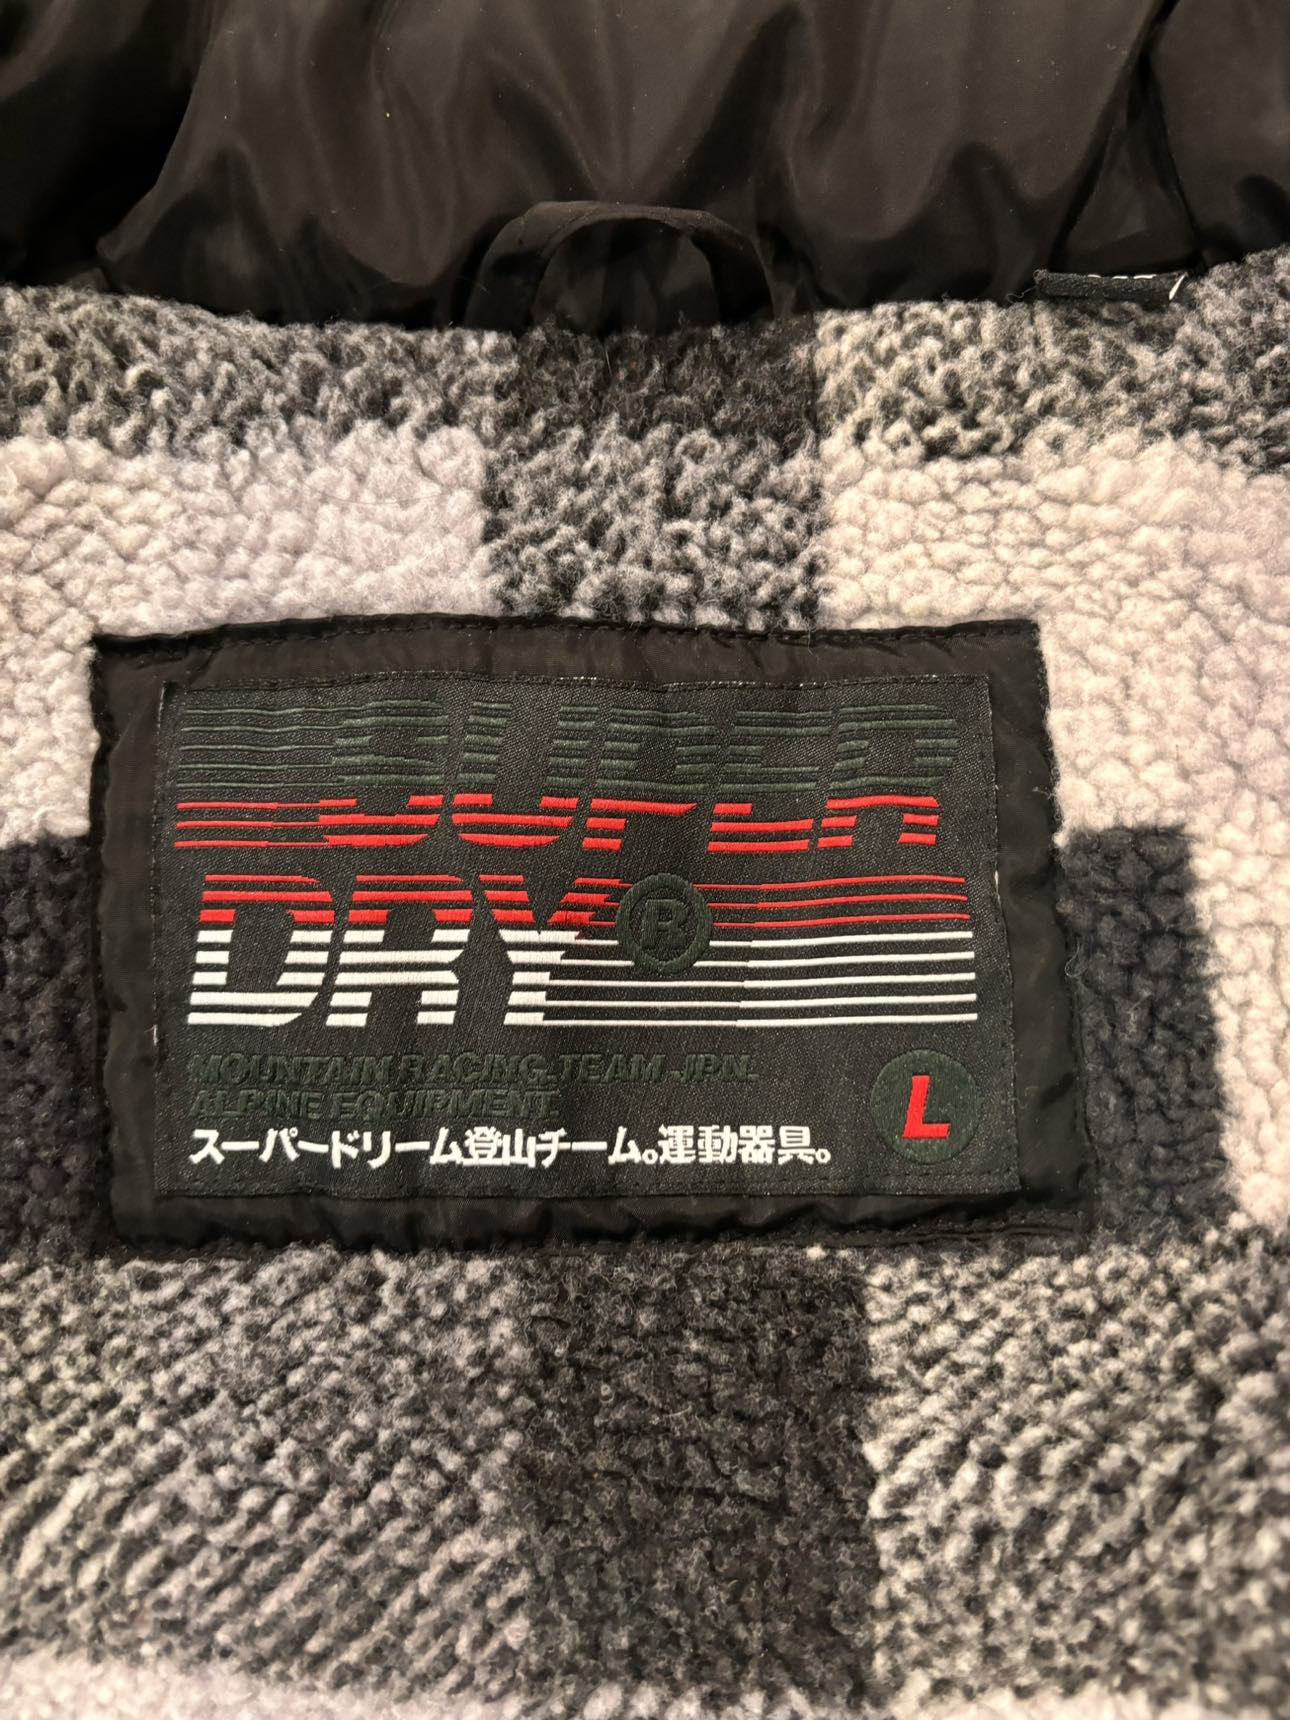 SUPER
DRY®
MOUNTAIN RACING TEAM JPN.
ALPINE EQUIPMENT.
スーパードリーム登山チーム。運動器具。
L